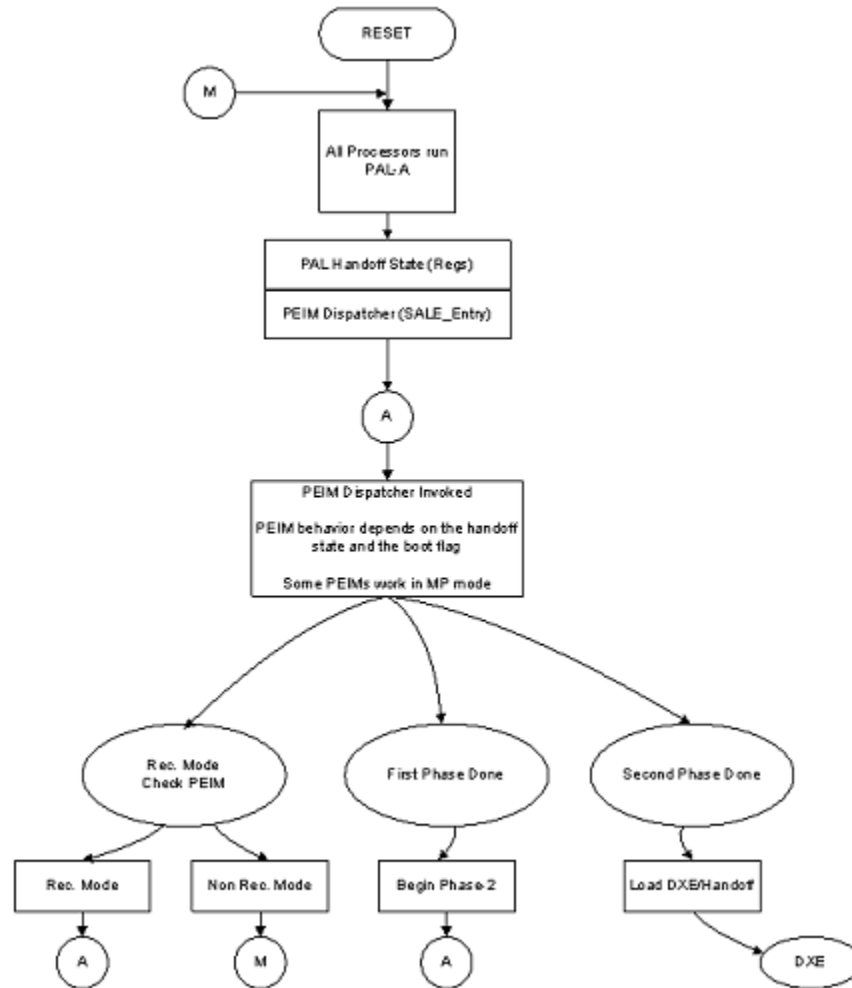 RESET
M
All Processors run
PAL-A
PAL Handoff State (Regs)
PEIM Dispatcher (SALE_Entry)
A
PEIM Dispatcher Invoked
PEIM behavior depends on the handoff
state and the boot flag
Some PEIMs work in MP mode
Rec. Mode
Check PEIM
First Phase Done
Second Phase Done
Rec. Mode
Non Rec. Mode
Begin Phase-2
Load DXE/Handoff
A
M
A
DXE